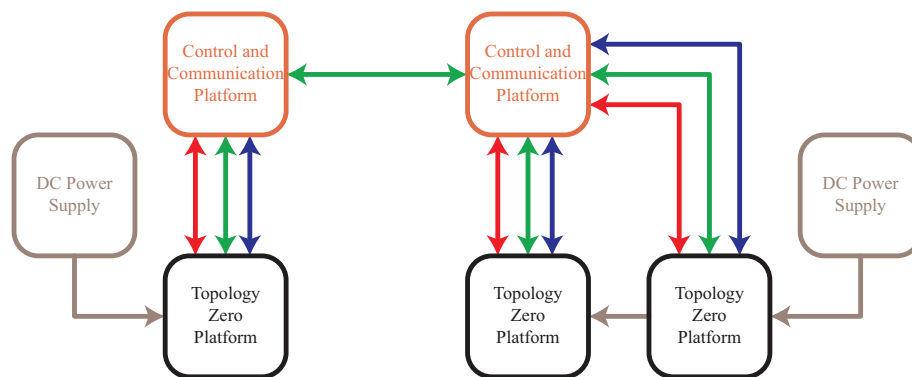 Control and
Communication
Platform
Control and
Communication
Platform
DC Power
Supply
DC Power
Supply
Topology
Zero
Platform
Topology
Zero
Platform
Topology
Zero
Platform